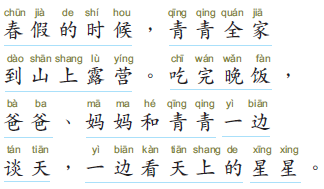 chūn jià de shí hou qīng qing quán jiā
春假的时候，青青全家
dào shān shang lù yíng chī wán wǎn fàn
到山上露营。吃完晚饭，
bà ba mā ma hé qīng qing yì biān
爸爸、妈妈和青青一边
tán tiān yì biān kàn tiān shang de xīng xing
谈天，一边看天上的星星。